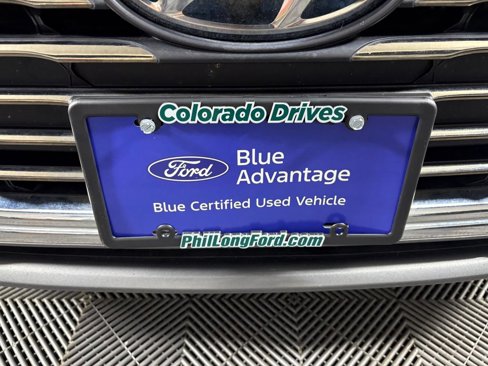 Colorado Drives
Ford
Blue
Advantage
Blue Certified Used Vehicle
PhilLongFord.com